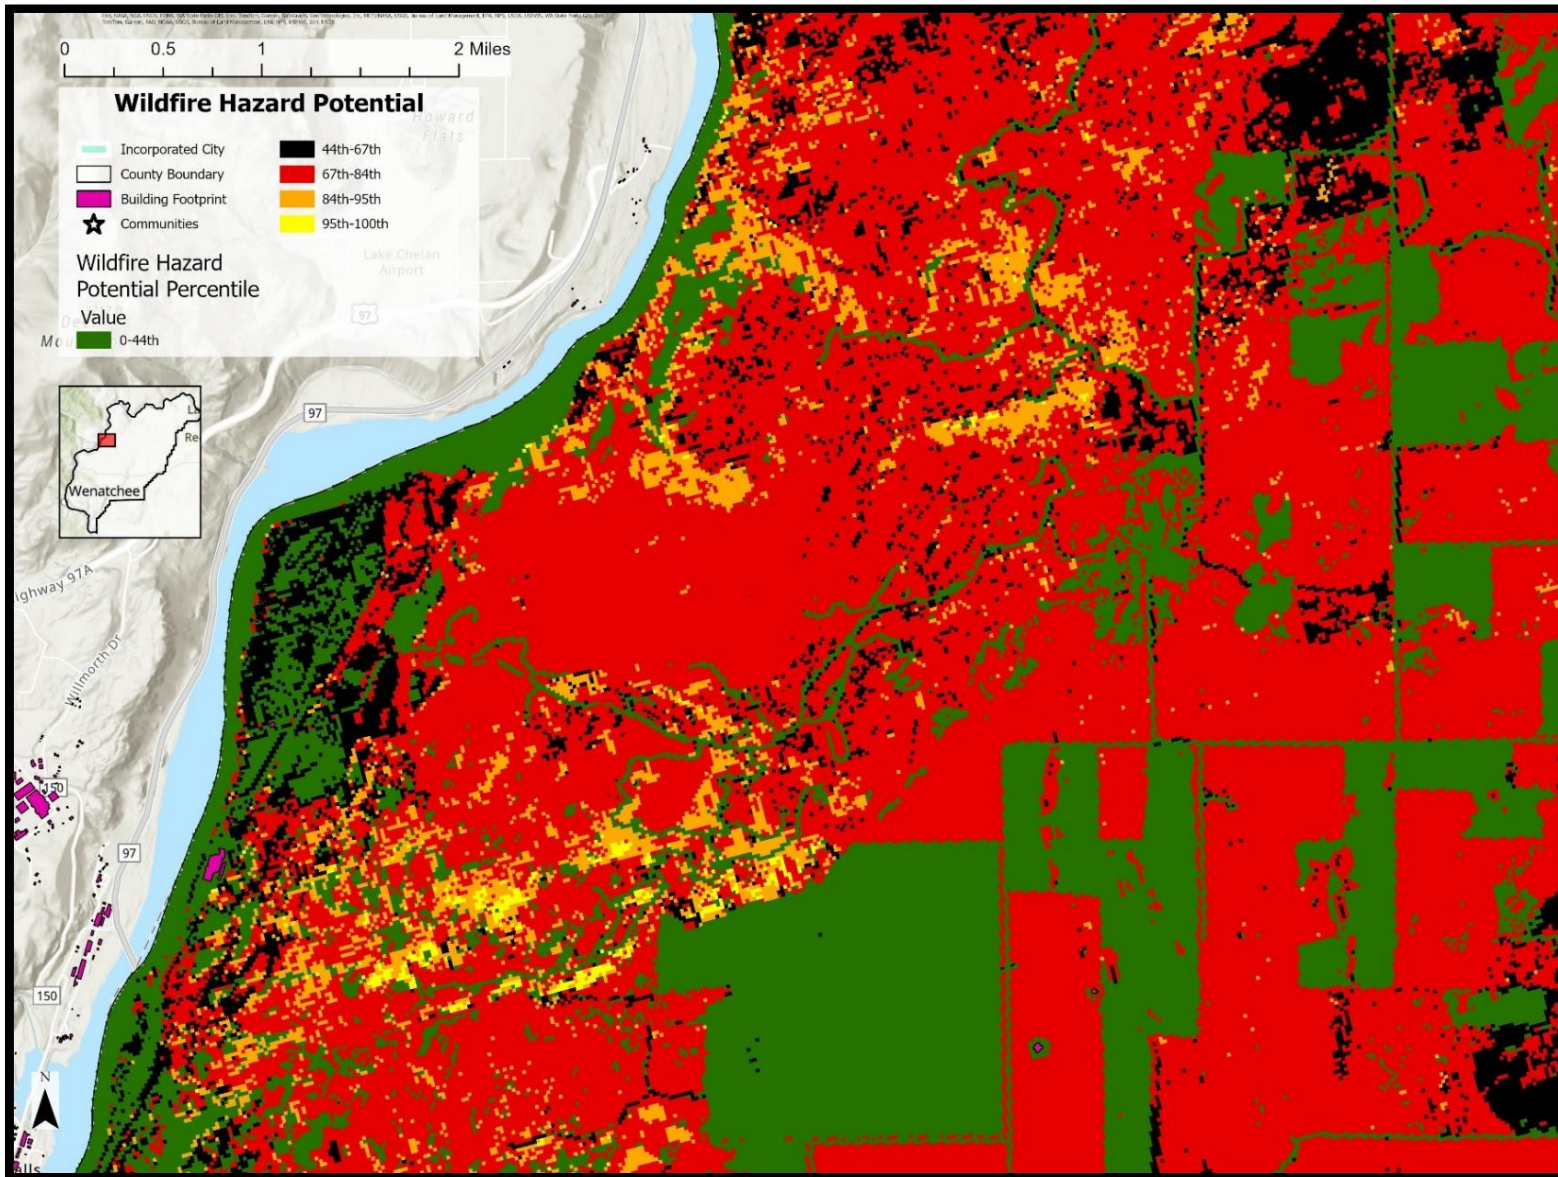 0 0.5 1 2 Miles
Wildfire Hazard Potential
Incorporated City
County Boundary
Building Footprint
Communities
44th-67th
67th-84th
84th-95th
95th-100th
Wildfire Hazard
Potential Percentile
Value
0-44th
Howard
Flats
Lake Chelan
Airport
97
97
Wenatchee
ighway 97A
Willmorth Dr
150
97
150
N
alls